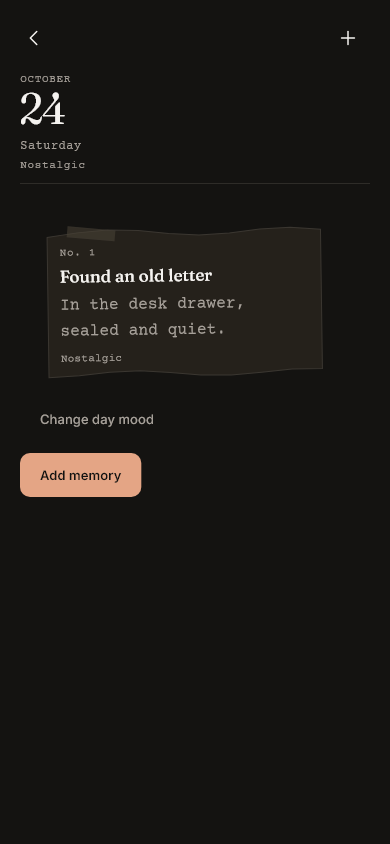 OCTOBER
24
Saturday
Nostalgic
No. 1
Found an old letter
In the desk drawer,
sealed and quiet.
Nostalgic
Change day mood
Add memory